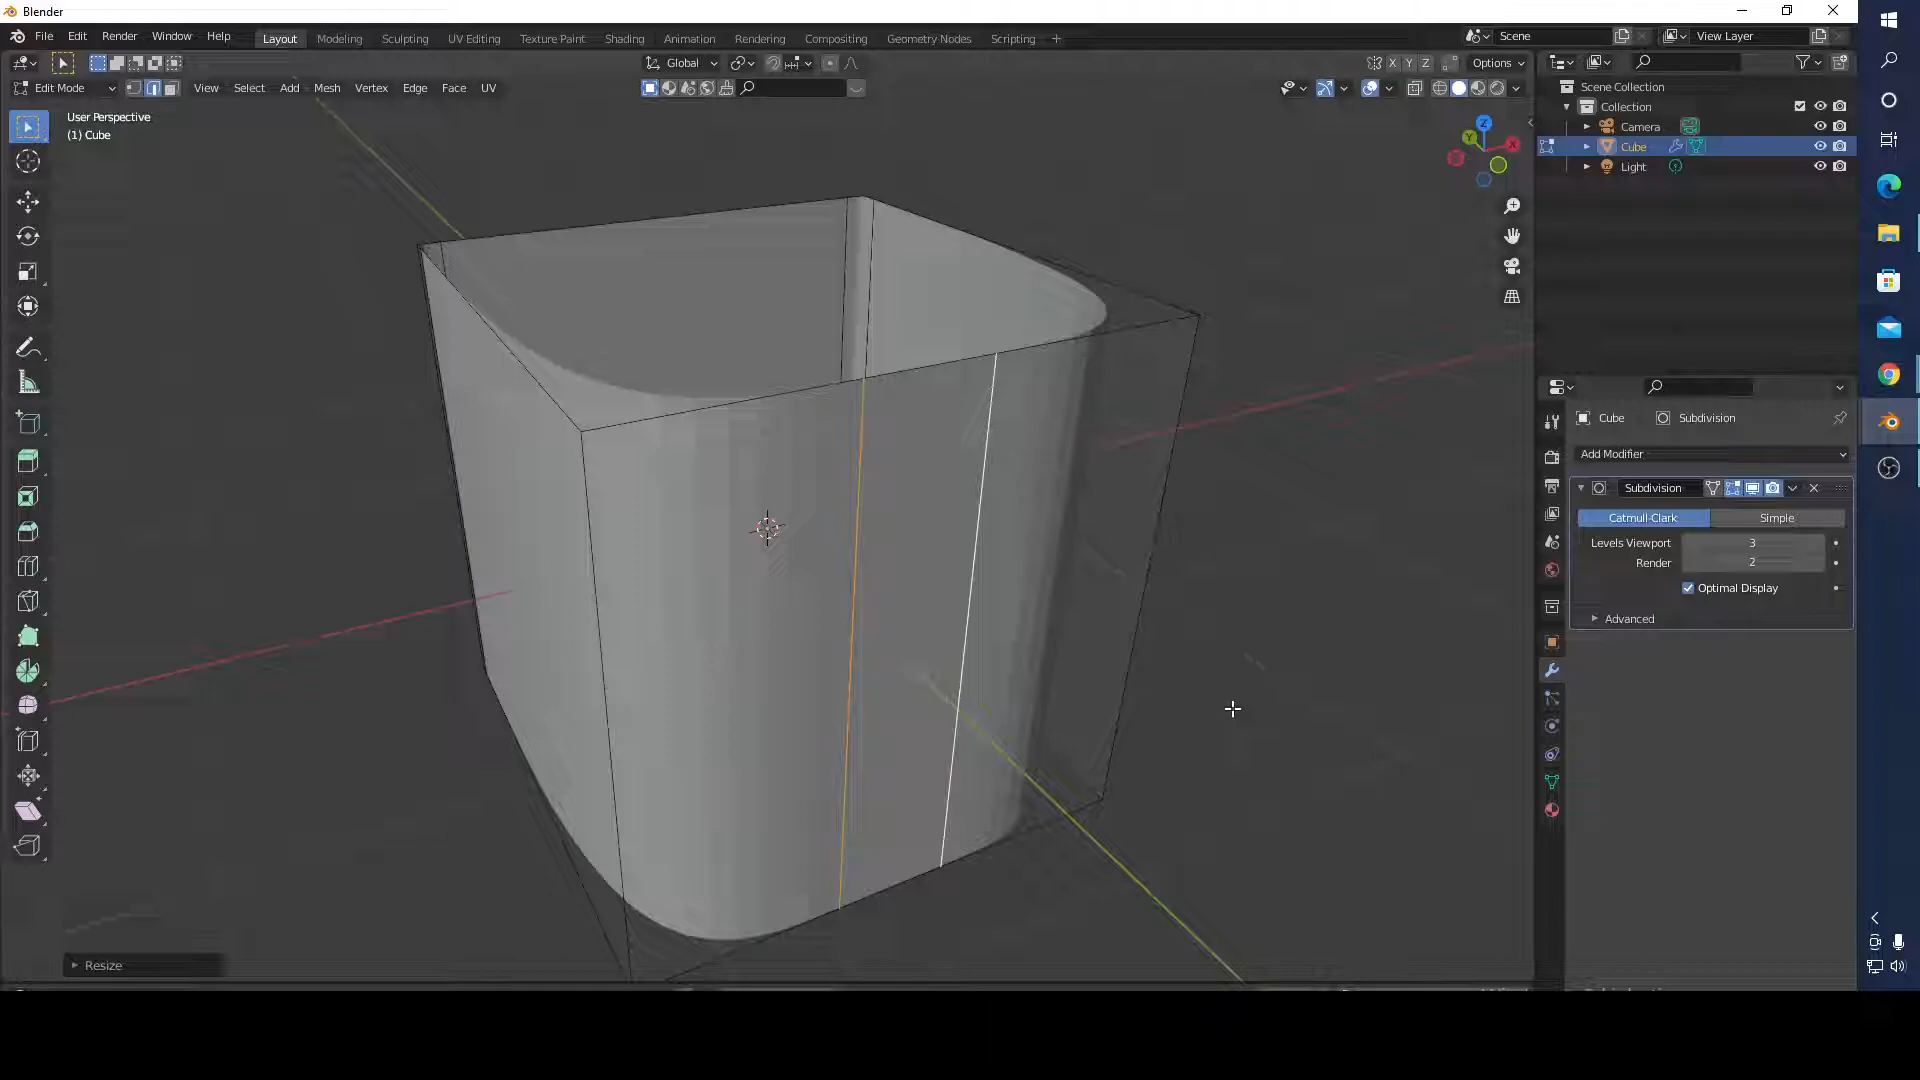 Blender
File Edit Render Window Help
Layout Modeling Sculpting UV Editing Texture Paint Shading Animation Rendering Compositing Geometry Nodes Scripting +
Scene
View Layer
Global
X Y Z
Options
Edit Mode
View Select Add Mesh Vertex Edge Face UV
User Perspective
(1) Cube
Z
Y
X
Scene Collection
Collection
Camera
Cube
Light
Cube
Subdivision
Add Modifier
Subdivision
Catmull-Clark
Simple
Levels Viewport
3
Render
2
Optimal Display
Advanced
Resize